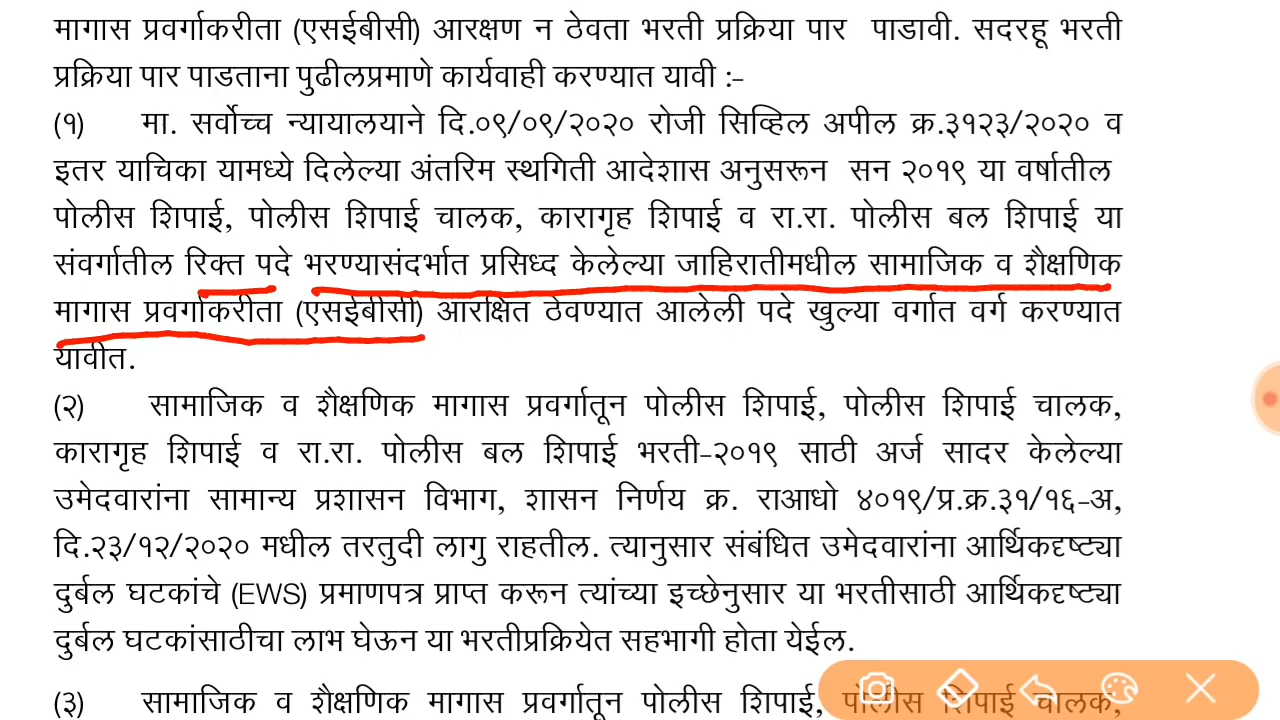 मागास प्रवर्गाकरीता (एसईबीसी) आरक्षण न ठेवता भरती प्रक्रिया पार पाडावी. सदरहू भरती
प्रक्रिया पार पाडताना पुढीलप्रमाणे कार्यवाही करण्यात यावी :-
(१) मा. सर्वोच्च न्यायालयाने दि.०९/०९/२०२० रोजी सिव्हिल अपील क्र.३१२३/२०२० व
इतर याचिका यामध्ये दिलेल्या अंतरिम स्थगिती आदेशास अनुसरून सन २०१९ या वर्षातील
पोलीस शिपाई, पोलीस शिपाई चालक, कारागृह शिपाई व रा.रा. पोलीस बल शिपाई या
संवर्गातील रिक्त पदे भरण्यासंदर्भात प्रसिध्द केलेल्या जाहिरातीमधील सामाजिक व शैक्षणिक
मागास प्रवर्गाकरीता (एसईबीसी) आरक्षित ठेवण्यात आलेली पदे खुल्या वर्गात वर्ग करण्यात
यावीत.
(२) सामाजिक व शैक्षणिक मागास प्रवर्गातून पोलीस शिपाई, पोलीस शिपाई चालक,
कारागृह शिपाई व रा.रा. पोलीस बल शिपाई भरती-२०१९ साठी अर्ज सादर केलेल्या
उमेदवारांना सामान्य प्रशासन विभाग, शासन निर्णय क्र. राआधो ४०१९/प्र.क्र.३१/१६-अ,
दि.२३/१२/२०२० मधील तरतुदी लागु राहतील. त्यानुसार संबंधित उमेदवारांना आर्थिकदृष्ट्या
दुर्बल घटकांचे (EWS) प्रमाणपत्र प्राप्त करून त्यांच्या इच्छेनुसार या भरतीसाठी आर्थिकदृष्ट्या
दुर्बल घटकांसाठीचा लाभ घेऊन या भरतीप्रक्रियेत सहभागी होता येईल.
(३) सामाजिक व शैक्षणिक मागास प्रवर्गातून पोलीस शिपाई, पोलीस शिपाई चालक,